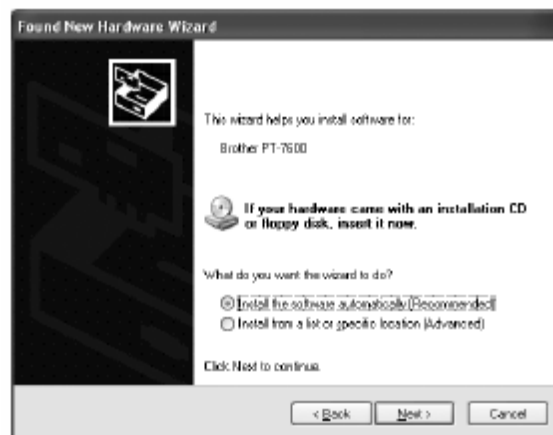 Found New Hardware Wizard
This wizard helps you install software for:
Brother PT-7600
If your hardware came with an installation CD
or floppy disk, insert it now.
What do you want the wizard to do?
Install the software automatically (Recommended)
Install from a list or specific location (Advanced)
Click Next to continue.
< Back
Next >
Cancel